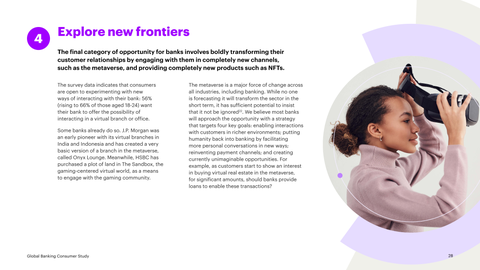 4
Explore new frontiers
The final category of opportunity for banks involves boldly transforming their
customer relationships by engaging with them in completely new channels,
such as the metaverse, and providing completely new products such as NFTs.
The survey data indicates that consumers
are open to experimenting with new
ways of interacting with their bank: 56%
(rising to 66% of those aged 18-24) want
their bank to offer the possibility of
interacting in a virtual branch or office.
Some banks already do so. J.P. Morgan was
an early pioneer with its virtual branches in
India and Indonesia and has created a very
basic version of a branch in the metaverse,
called Onyx Lounge. Meanwhile, HSBC has
purchased a plot of land in The Sandbox, the
gaming-centered virtual world, as a means
to engage with the gaming community.
The metaverse is a major force of change across
all industries, including banking. While no one
is forecasting it will transform the sector in the
short term, it has sufficient potential to insist
that it not be ignored. We believe most banks
will approach the opportunity with a strategy
that targets four key goals: enabling interactions
with customers in richer environments; putting
humanity back into banking by facilitating
more personal conversations in new ways;
reinventing payment channels; and creating
currently unimaginable opportunities. For
example, as customers start to show an interest
in buying virtual real estate in the metaverse,
for significant amounts, should banks provide
loans to enable these transactions?
Global Banking Consumer Study
28